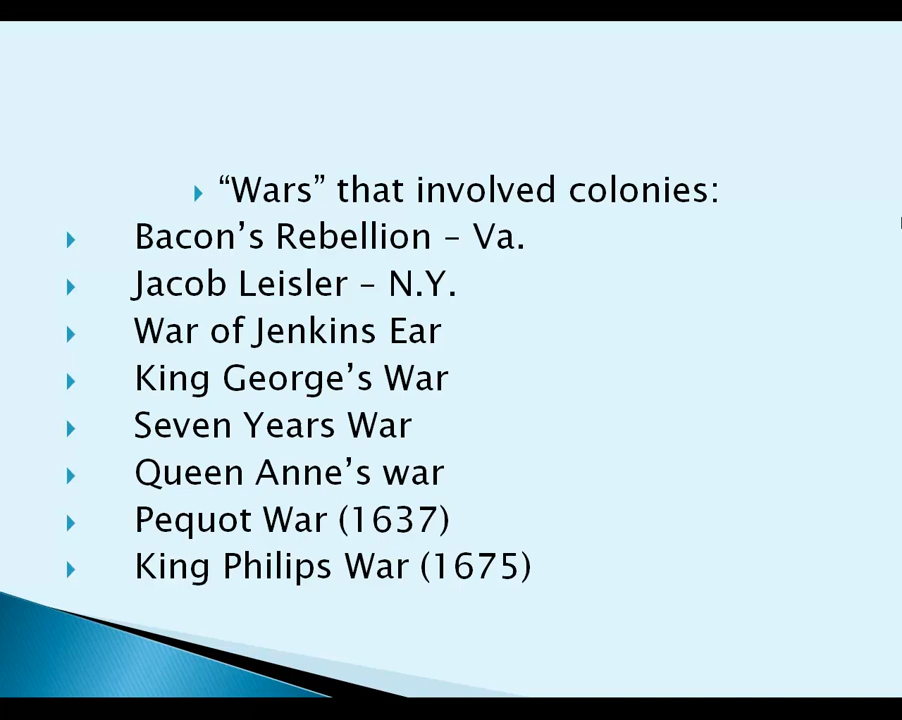 “Wars” that involved colonies:
Bacon’s Rebellion – Va.
Jacob Leisler – N.Y.
War of Jenkins Ear
King George’s War
Seven Years War
Queen Anne’s war
Pequot War (1637)
King Philips War (1675)